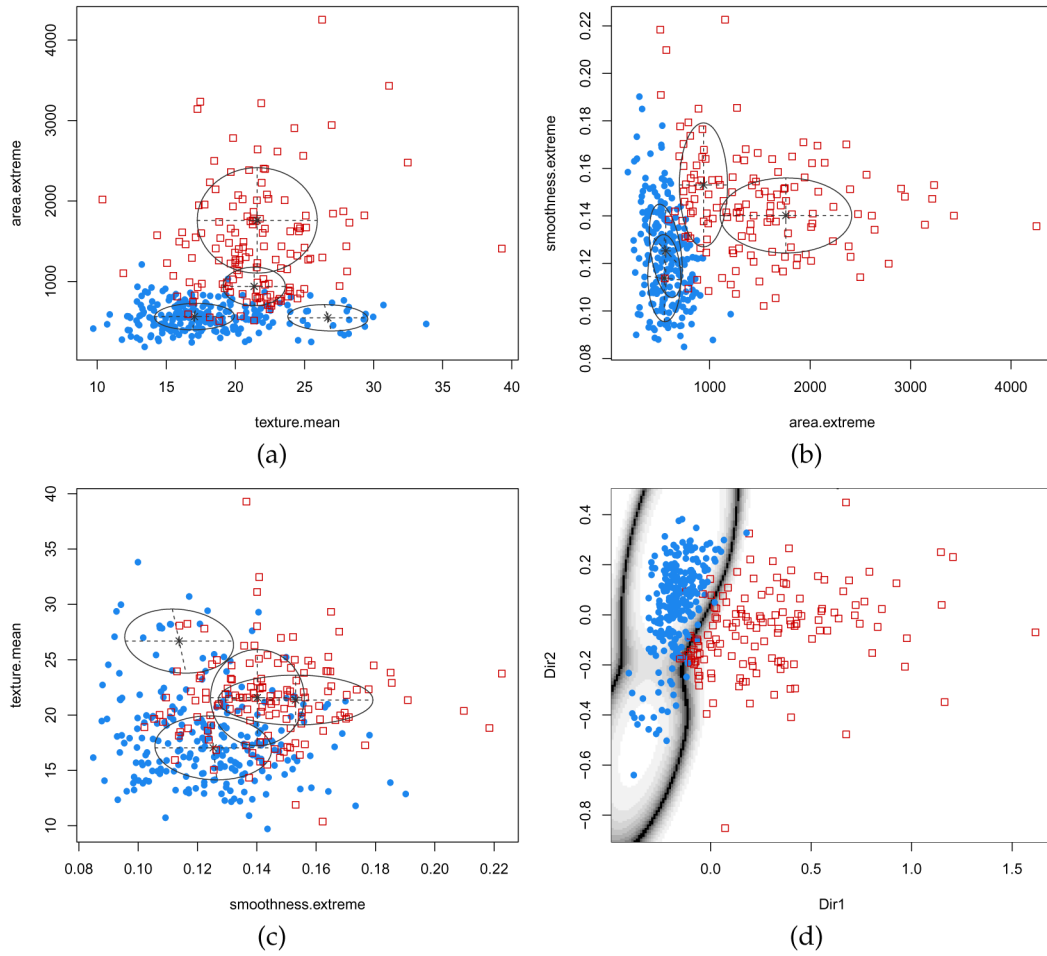 4000
3000
2000
1000
area.extreme
10 15 20 25 30 35 40
texture.mean
(a)
0.22
0.20
0.18
0.16
0.14
0.12
0.10
0.08
smoothness.extreme
1000 2000 3000 4000
area.extreme
(b)
40
35
30
25
20
15
10
texture.mean
0.08 0.10 0.12 0.14 0.16 0.18 0.20 0.22
smoothness.extreme
(c)
0.4
0.2
0.0
−0.2
−0.4
−0.6
−0.8
Dir2
0.0 0.5 1.0 1.5
Dir1
(d)